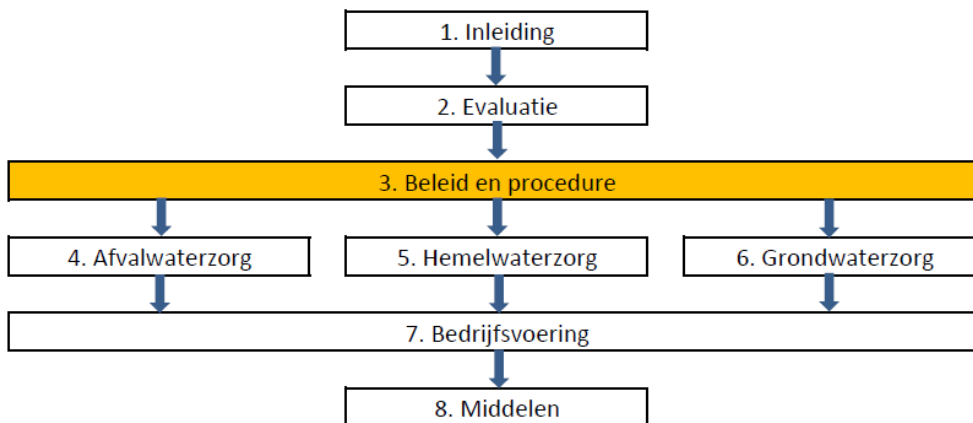 1. Inleiding
2. Evaluatie
3. Beleid en procedure
4. Afvalwaterzorg
5. Hemelwaterzorg
6. Grondwaterzorg
7. Bedrijfsvoering
8. Middelen